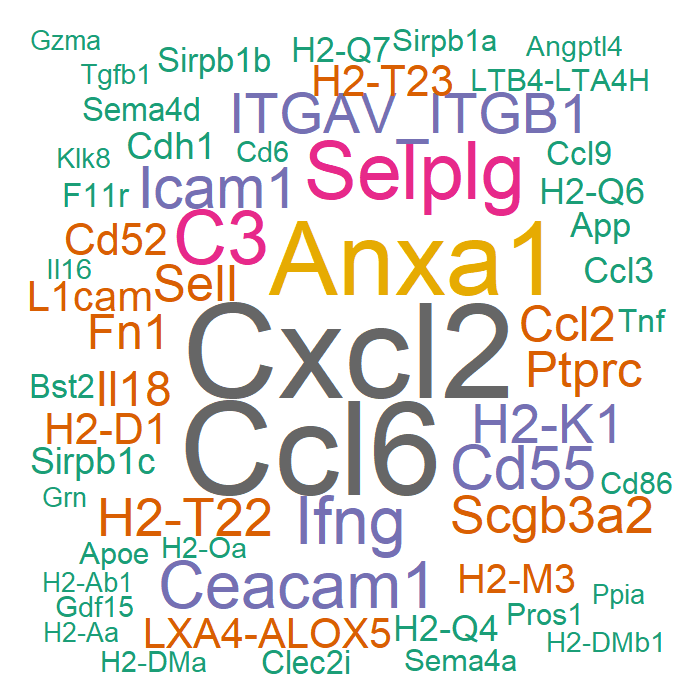 Gzma
Sirpb1b
H2-Q7
Sirpb1a
Angptl4
Tgfb1
H2-T23
LTB4-LTA4H
Sema4d
ITGAV_ITGB1
Klk8
Cdh1
Cd6
Selplg
Ccl9
F11r
Icam1
H2-Q6
Cd52
C3
Anxa1
App
Il16
Sell
Ccl3
L1cam
Fn1
Cxcl2
Ccl2
Tnf
Bst2
Il18
Ptprc
H2-D1
Ccl6
H2-K1
Sirpb1c
Cd55
Cd86
Grn
H2-T22
Ifng
Scgb3a2
Apoe
H2-Oa
H2-Ab1
Ceacam1
H2-M3
Ppia
Gdf15
Pros1
H2-Aa
LXA4-ALOX5
H2-Q4
H2-DMb1
H2-DMa
Clec2i
Sema4a